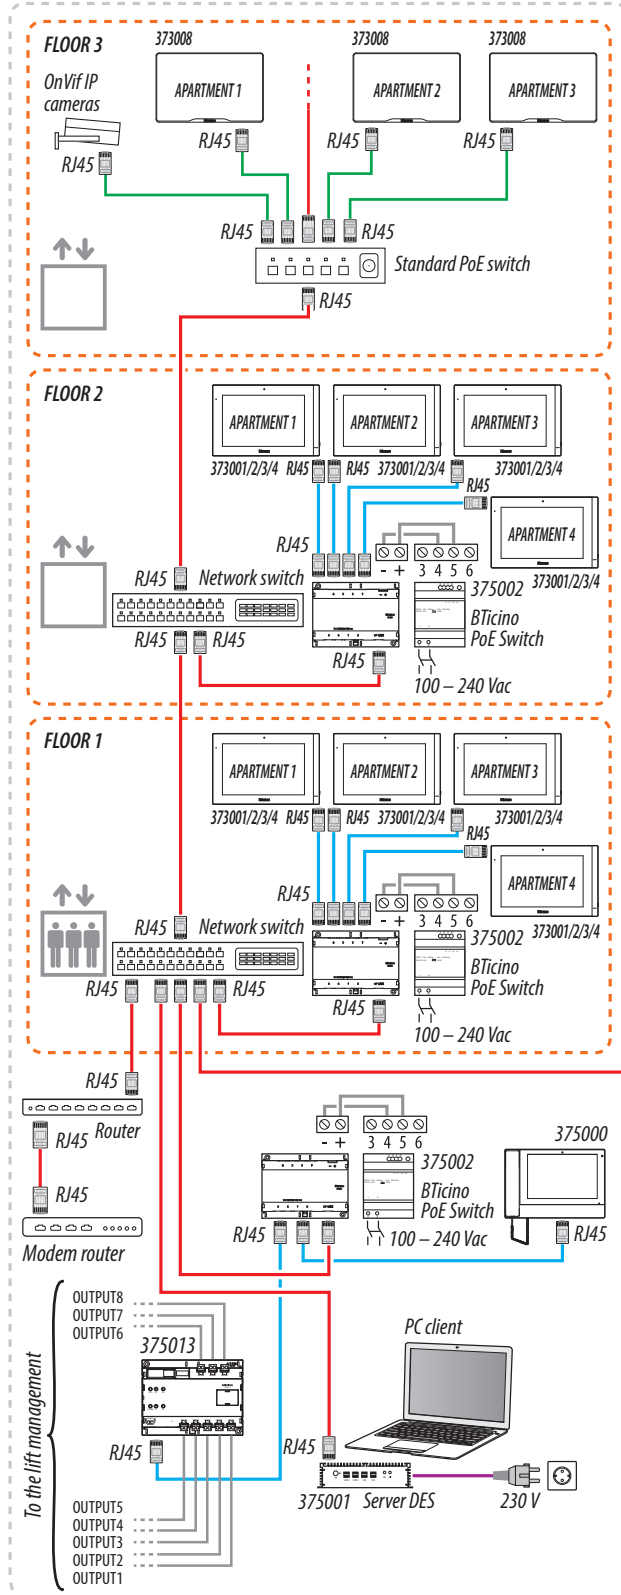 FLOOR 3
373008
373008
373008
OnVif IP
cameras
APARTMENT 1
APARTMENT 2
APARTMENT 3
RJ45
RJ45
RJ45
RJ45
RJ45
RJ45
Standard PoE switch
RJ45
FLOOR 2
APARTMENT 1
APARTMENT 2
APARTMENT 3
373001/2/3/4
RJ45
RJ45
373001/2/3/4
373001/2/3/4
RJ45
APARTMENT 4
RJ45
- + 3 4 5 6
373001/2/3/4
RJ45
Network switch
375002
BTicino
PoE Switch
RJ45
RJ45
RJ45
100 – 240 Vac
FLOOR 1
APARTMENT 1
APARTMENT 2
APARTMENT 3
373001/2/3/4
RJ45
RJ45
373001/2/3/4
373001/2/3/4
RJ45
APARTMENT 4
RJ45
- + 3 4 5 6
373001/2/3/4
RJ45
Network switch
375002
BTicino
PoE Switch
RJ45
RJ45
RJ45
100 – 240 Vac
RJ45
Router
RJ45
- + 3 4 5 6
375000
375002
BTicino
PoE Switch
RJ45
Modem router
RJ45
100 – 240 Vac
RJ45
To the lift management
OUTPUT8
OUTPUT7
OUTPUT6
375013
PC client
RJ45
RJ45
375001
Server DES
230 V
OUTPUT5
OUTPUT4
OUTPUT3
OUTPUT2
OUTPUT1